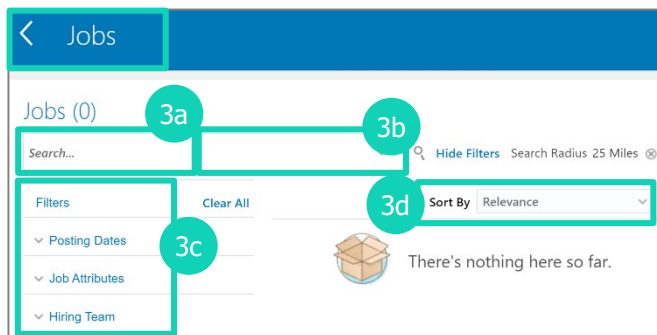 Jobs
Jobs (0)
3a
3b
Search...
Hide Filters Search Radius 25 Miles
Filters
Clear All
3d
Sort By Relevance
3c
Posting Dates
Job Attributes
Hiring Team
There's nothing here so far.